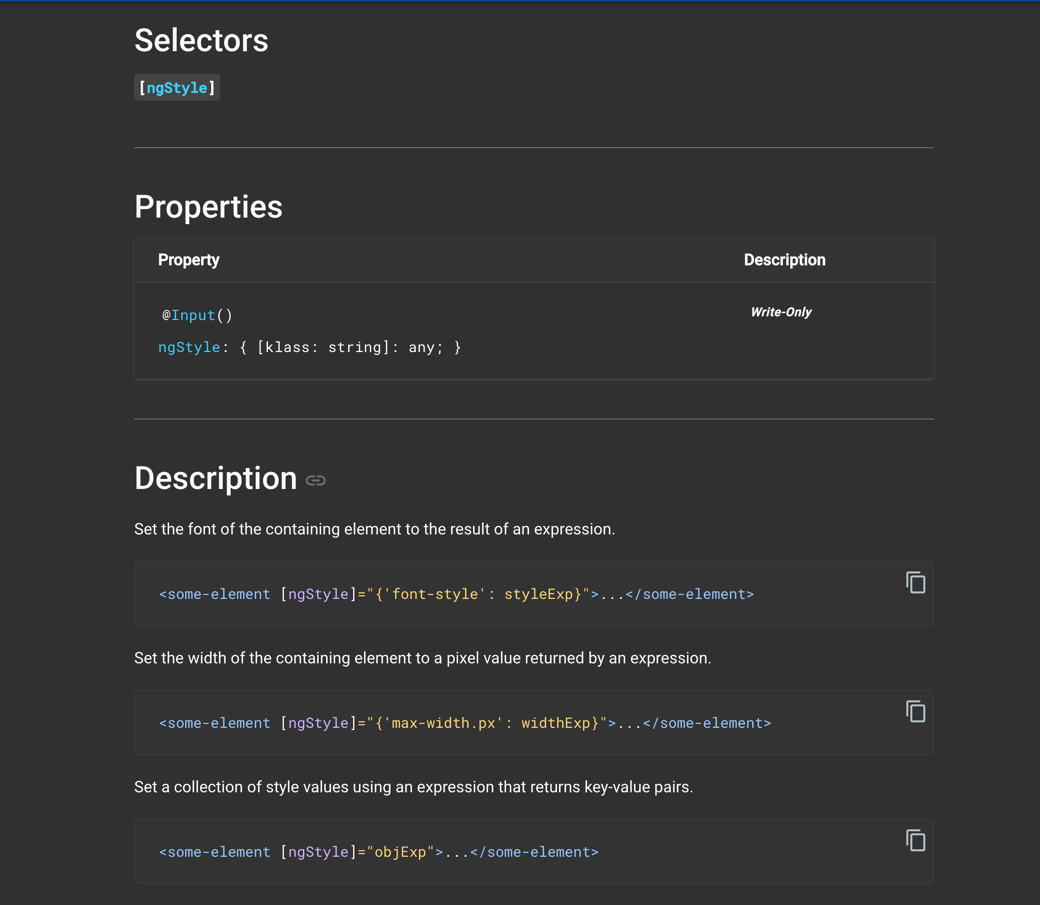 Selectors
[ngStyle]
Properties
Property Description
@Input() Write-Only
ngStyle: { [klass: string]: any; }
Description
Set the font of the containing element to the result of an expression.
<some-element [ngStyle]="{'font-style': styleExp}">...</some-element>
Set the width of the containing element to a pixel value returned by an expression.
<some-element [ngStyle]="{'max-width.px': widthExp}">...</some-element>
Set a collection of style values using an expression that returns key-value pairs.
<some-element [ngStyle]="objExp">...</some-element>